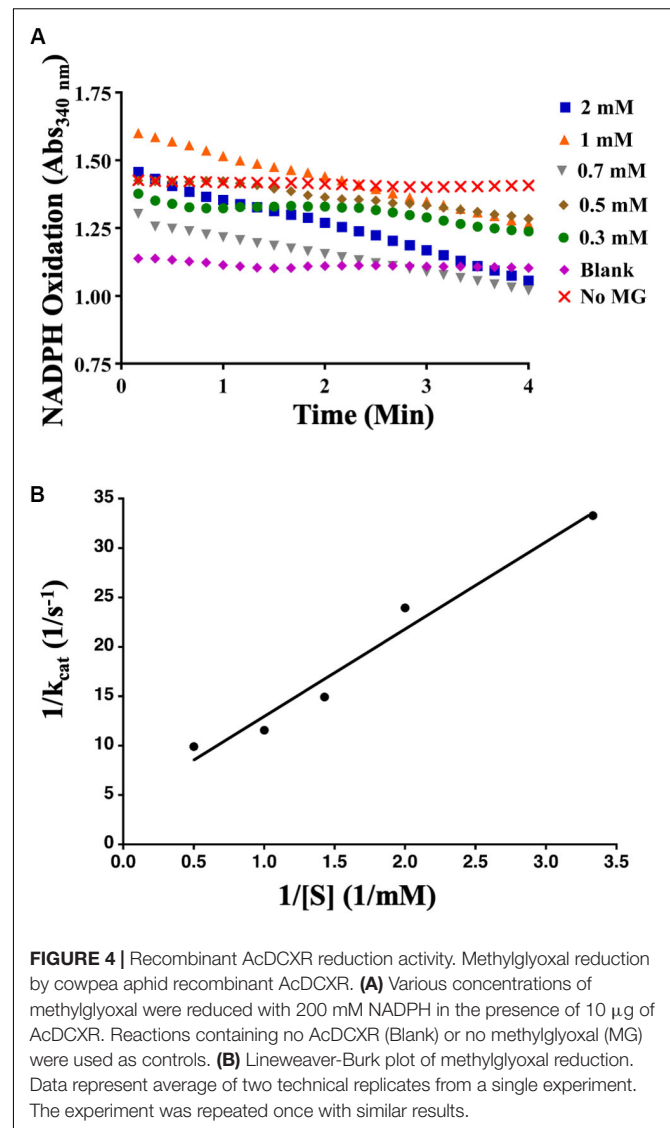 A
NADPH Oxidation (Abs340 nm)
1.75
1.50
1.25
1.00
0.75
0
1
2
3
4
Time (Min)
2 mM
1 mM
0.7 mM
0.5 mM
0.3 mM
Blank
No MG
B
1/kcat (1/s-1)
35
30
25
20
15
10
5
0
0.0
0.5
1.0
1.5
2.0
2.5
3.0
3.5
1/[S] (1/mM)
FIGURE 4 | Recombinant AcDCXR reduction activity. Methylglyoxal reduction
by cowpea aphid recombinant AcDCXR. (A) Various concentrations of
methylglyoxal were reduced with 200 mM NADPH in the presence of 10 μg of
AcDCXR. Reactions containing no AcDCXR (Blank) or no methylglyoxal (MG)
were used as controls. (B) Lineweaver-Burk plot of methylglyoxal reduction.
Data represent average of two technical replicates from a single experiment.
The experiment was repeated once with similar results.